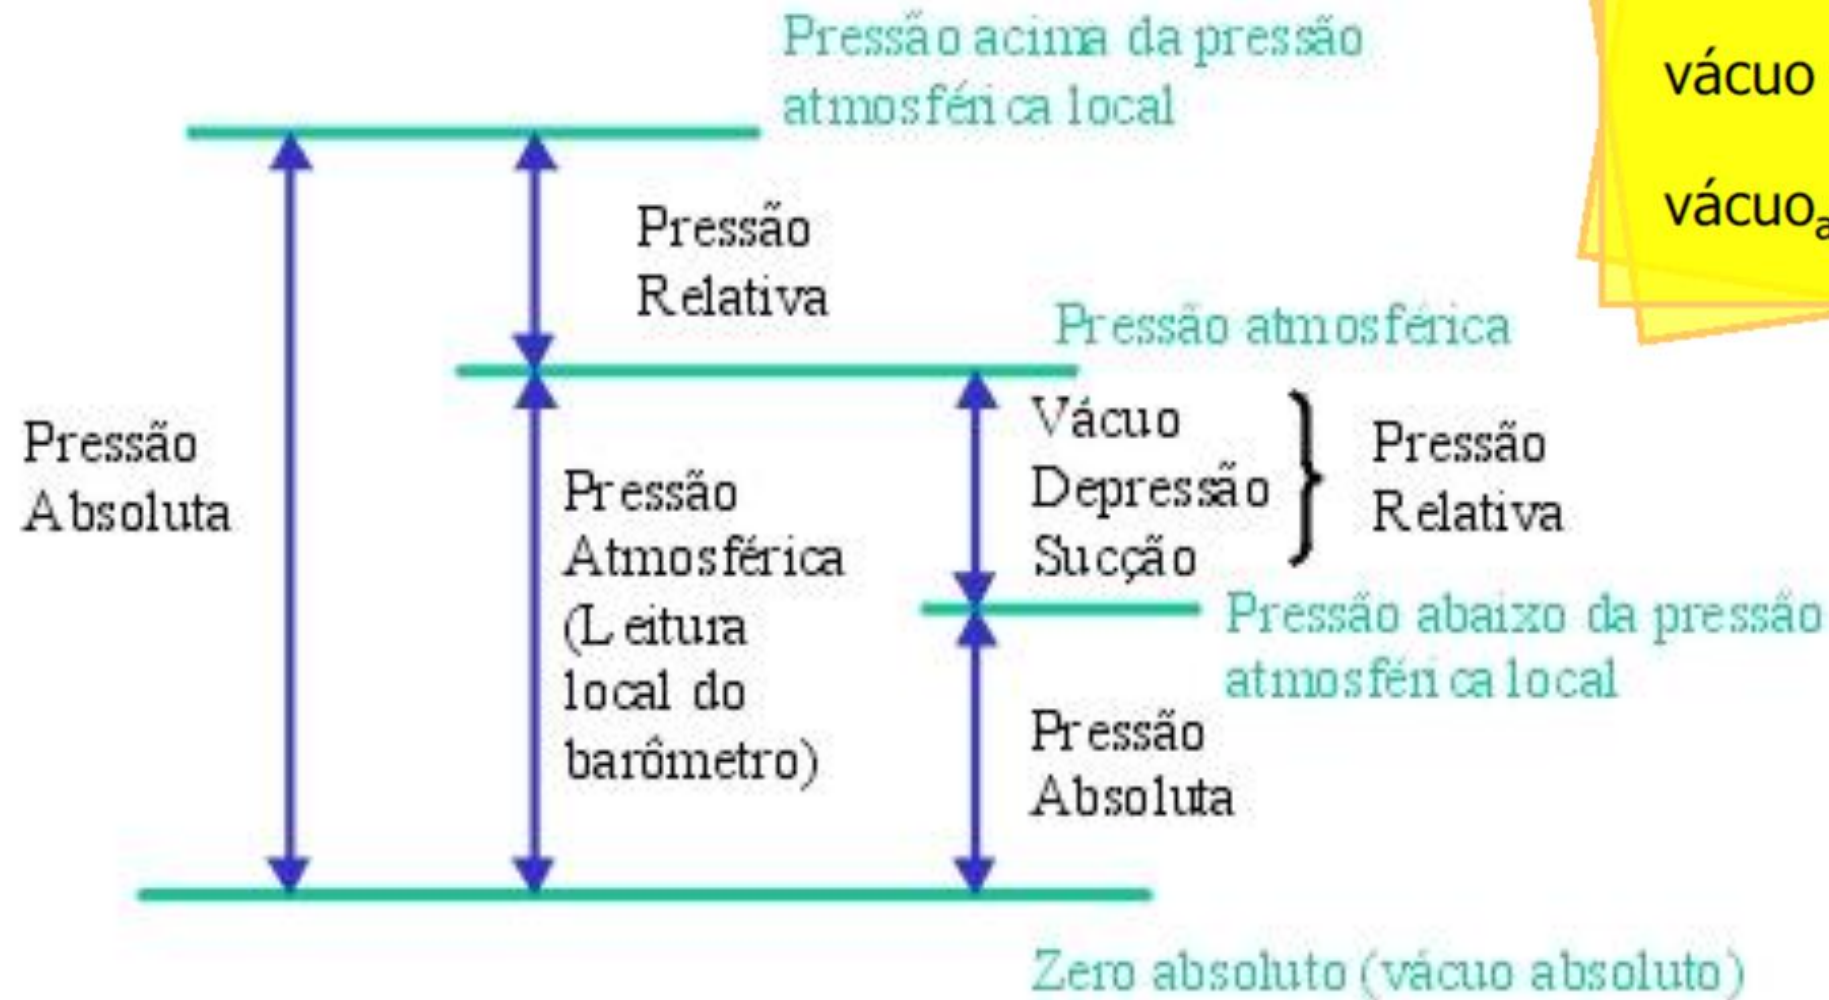 Pressão acima da pressão
atmosférica local
vácuo
vácuo
Pressão
Relativa
Pressão atmosférica
Pressão
Absoluta
Pressão
Atmosférica
(Leitura
local do
barômetro)
Vácuo
Depressão
Sucção
Pressão
Relativa
Pressão abaixo da pressão
atmosférica local
Pressão
Absoluta
Zero absoluto (vácuo absoluto)